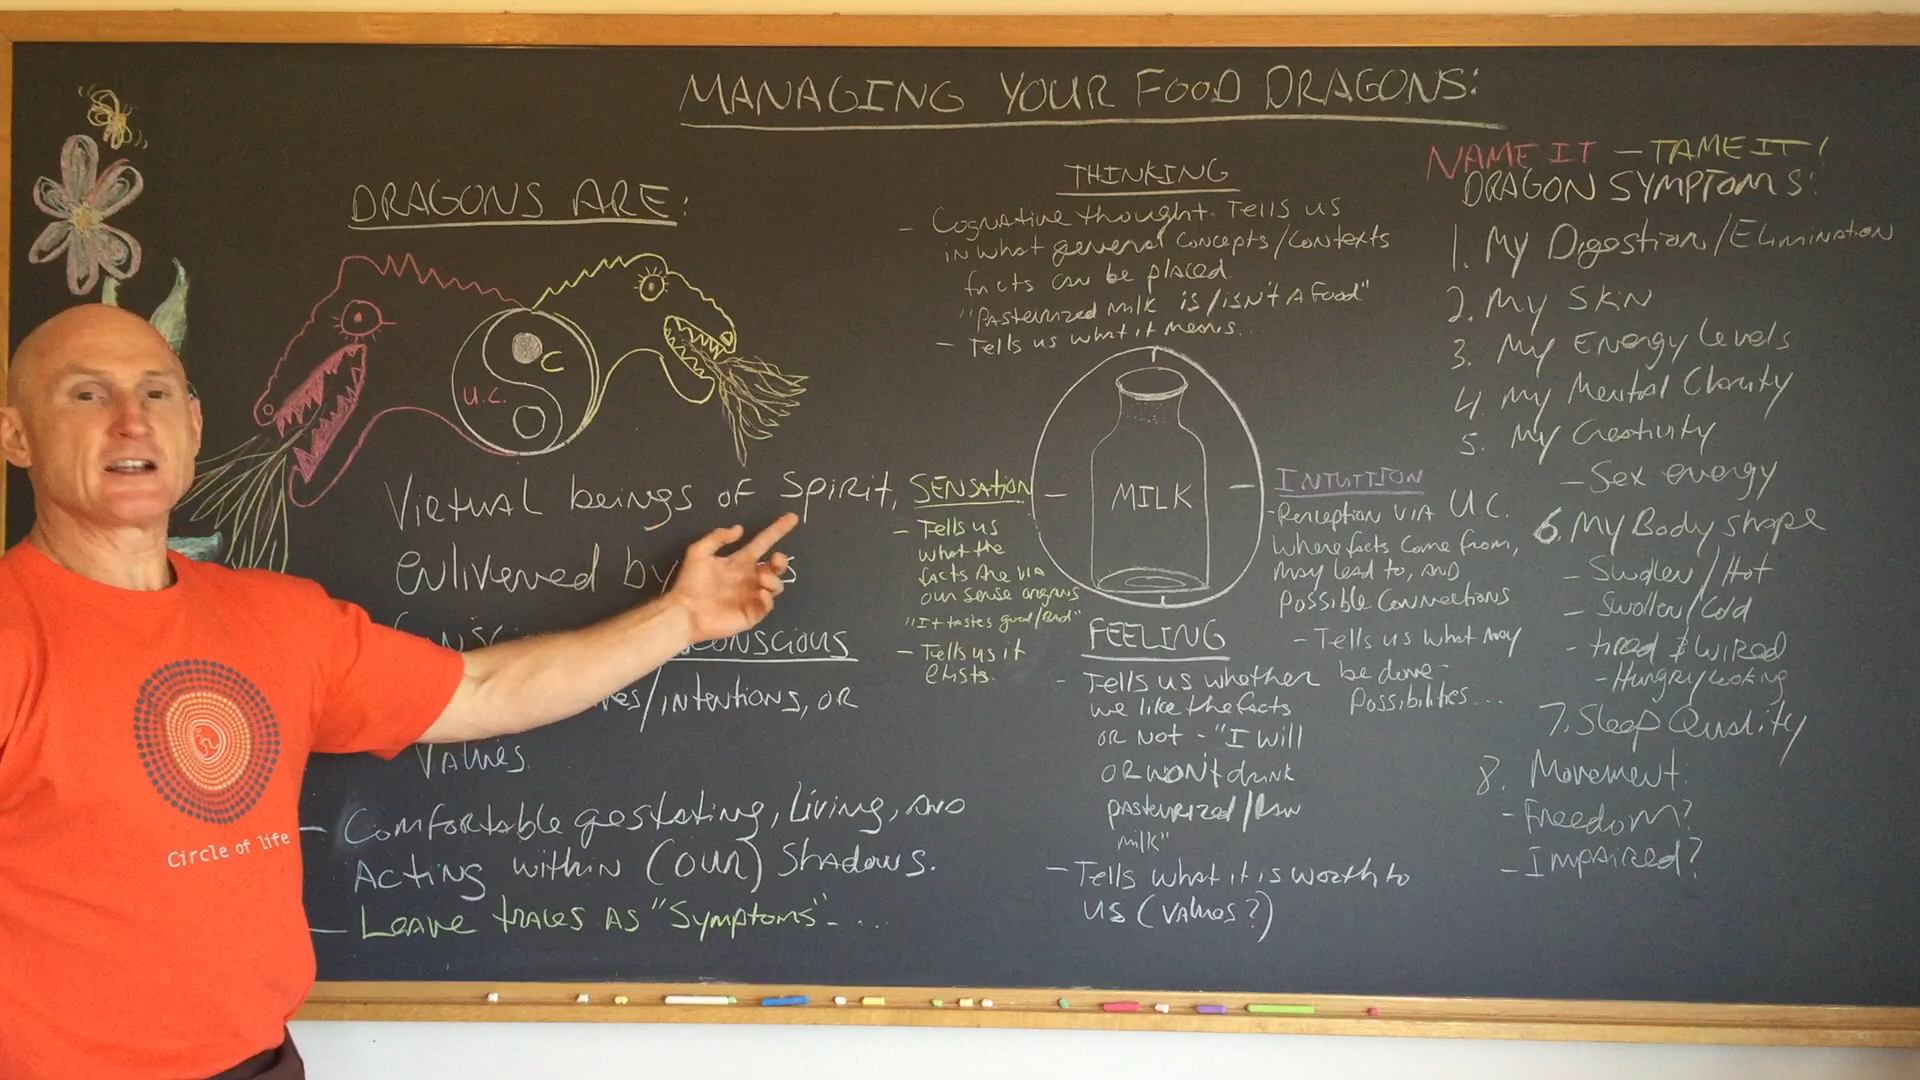 MANAGING YOUR FOOD DRAGONS:
DRAGONS ARE:
U.C.
C
Virtual beings of Spirit,
enlivened by
CONSCIOUS
/intentions, OR
Values.
- Comfortable gestating, Living, AND
Acting within (OUR) Shadows.
- Leave traces AS "Symptoms" - ...
THINKING
- Cognative thought. Tells us
in what general concepts/contexts
facts can be placed.
"Pasteurized milk is/isn't A Food"
- Tells us what it means...
SENSATION
- Tells us
what the
facts Are VIA
our sense organs
"It tastes good/Bad"
- Tells us it
exists.
MILK
INTUITION
- Perception VIA U.C.
Where facts come from,
may lead to, AND
Possible Connections.
- Tells us what may
be done -
Possibilities...
FEELING
- Tells us whether
we like the facts
OR NOT - "I will
OR WON't drink
pasteurized/RAW
milk"
- Tells what it is worth to
US (values?)
NAME IT - TAME IT!
DRAGON SYMPTOMS:
1. My Digestion/Elimination
2. My Skin
3. My Energy Levels
4. My Mental Clarity
5. My Creativity
- Sex energy
6. My Body shape
- Swollen/Hot
- Swollen/Cold
- tired & WIRED
- Hungry looking
7. Sleep Quality
8. Movement:
- Freedom?
- Impaired?
Circle of life